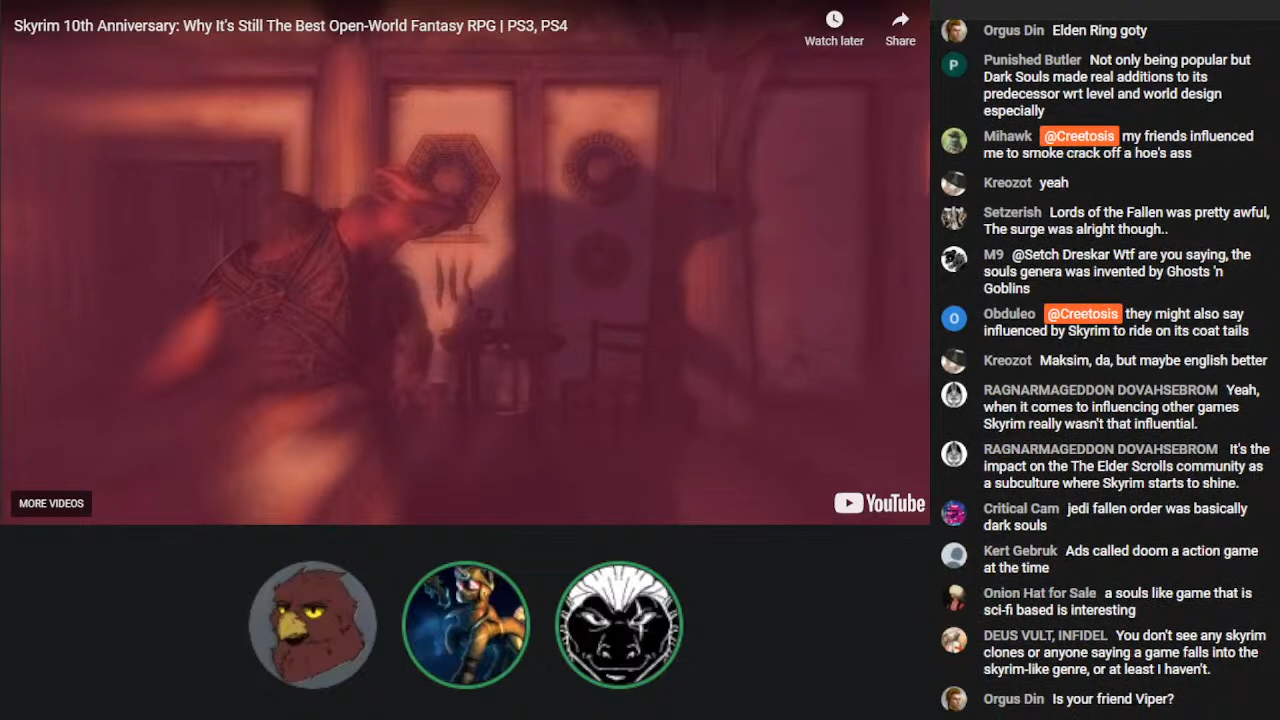 Skyrim 10th Anniversary: Why It's Still The Best Open-World Fantasy RPG | PS3, PS4
Watch later
Share
MORE VIDEOS
YouTube
Orgus Din Elden Ring goty
P
Punished Butler Not only being popular but
Dark Souls made real additions to its
predecessor wrt level and world design
especially
Mihawk @Creetosis my friends influenced
me to smoke crack off a hoe's ass
Kreozot yeah
Setzerish Lords of the Fallen was pretty awful,
The surge was alright though..
M9 @Setch Dreskar Wtf are you saying, the
souls genera was invented by Ghosts 'n
Goblins
O
Obduleo @Creetosis they might also say
influenced by Skyrim to ride on its coat tails
Kreozot Maksim, da, but maybe english better
RAGNARMAGEDDON DOVAHSEBROM Yeah,
when it comes to influencing other games
Skyrim really wasn't that influential.
RAGNARMAGEDDON DOVAHSEBROM It's the
impact on the The Elder Scrolls community as
a subculture where Skyrim starts to shine.
Critical Cam jedi fallen order was basically
dark souls
Kert Gebruk Ads called doom a action game
at the time
Onion Hat for Sale a souls like game that is
sci-fi based is interesting
DEUS VULT, INFIDEL You don't see any skyrim
clones or anyone saying a game falls into the
skyrim-like genre, or at least I haven't.
Orgus Din Is your friend Viper?